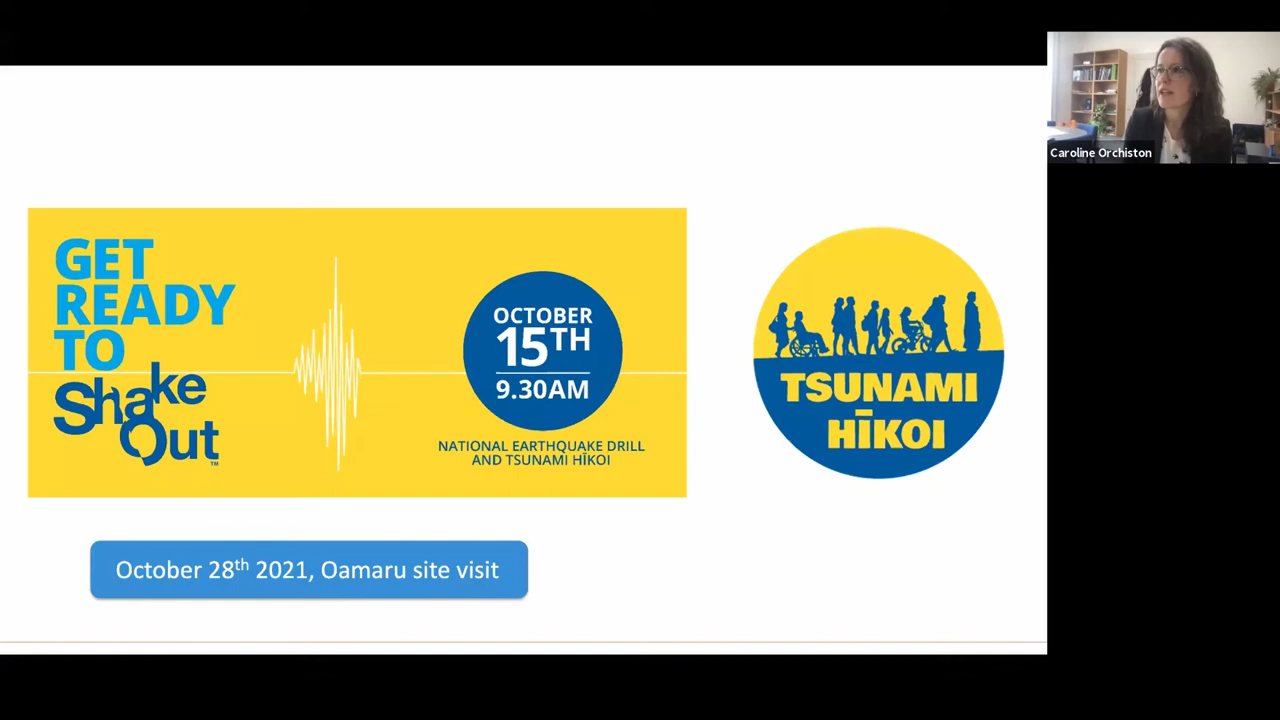 GET
READY
TO
Shake
Out™
OCTOBER
15TH
9.30AM
NATIONAL EARTHQUAKE DRILL
AND TSUNAMI HĪKOI
TSUNAMI
HĪKOI
October 28th 2021, Oamaru site visit
Caroline Orchiston